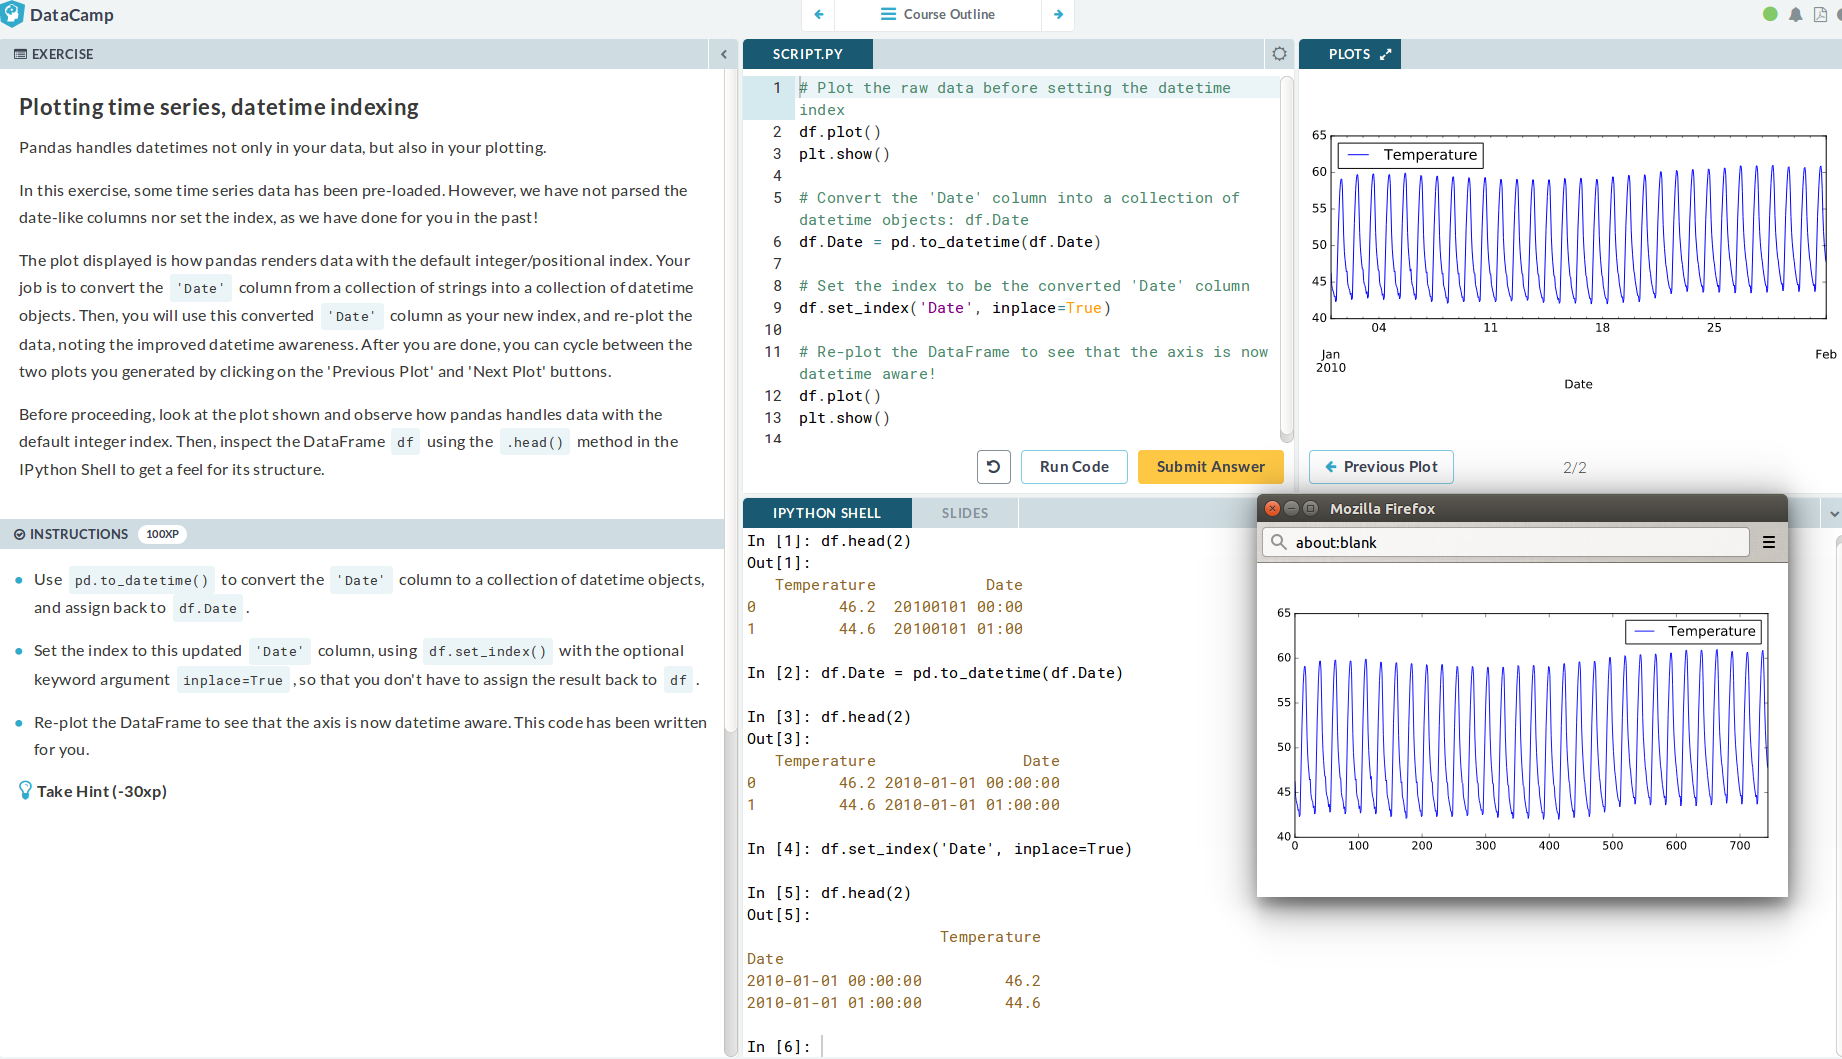 DataCamp
Course Outline
EXERCISE
Plotting time series, datetime indexing
Pandas handles datetimes not only in your data, but also in your plotting.
In this exercise, some time series data has been pre-loaded. However, we have not parsed the
date-like columns nor set the index, as we have done for you in the past!
The plot displayed is how pandas renders data with the default integer/positional index. Your
job is to convert the 'Date' column from a collection of strings into a collection of datetime
objects. Then, you will use this converted 'Date' column as your new index, and re-plot the
data, noting the improved datetime awareness. After you are done, you can cycle between the
two plots you generated by clicking on the 'Previous Plot' and 'Next Plot' buttons.
Before proceeding, look at the plot shown and observe how pandas handles data with the
default integer index. Then, inspect the DataFrame df using the .head() method in the
IPython Shell to get a feel for its structure.
INSTRUCTIONS 100XP
Use pd.to_datetime() to convert the 'Date' column to a collection of datetime objects,
and assign back to df.Date .
Set the index to this updated 'Date' column, using df.set_index() with the optional
keyword argument inplace=True , so that you don't have to assign the result back to df .
Re-plot the DataFrame to see that the axis is now datetime aware. This code has been written
for you.
Take Hint (-30xp)
SCRIPT.PY
1 # Plot the raw data before setting the datetime
index
2 df.plot()
3 plt.show()
4
5 # Convert the 'Date' column into a collection of
datetime objects: df.Date
6 df.Date = pd.to_datetime(df.Date)
7
8 # Set the index to be the converted 'Date' column
9 df.set_index('Date', inplace=True)
10
11 # Re-plot the DataFrame to see that the axis is now
datetime aware!
12 df.plot()
13 plt.show()
14
Run Code
Submit Answer
PLOTS
65
60
55
50
45
40
Temperature
04 11 18 25
Jan Feb
2010
Date
Previous Plot
2/2
IPYTHON SHELL
SLIDES
In [1]: df.head(2)
Out[1]:
Temperature Date
0 46.2 20100101 00:00
1 44.6 20100101 01:00
In [2]: df.Date = pd.to_datetime(df.Date)
In [3]: df.head(2)
Out[3]:
Temperature Date
0 46.2 2010-01-01 00:00:00
1 44.6 2010-01-01 01:00:00
In [4]: df.set_index('Date', inplace=True)
In [5]: df.head(2)
Out[5]:
Temperature
Date
2010-01-01 00:00:00 46.2
2010-01-01 01:00:00 44.6
In [6]:
Mozilla Firefox
about:blank
65
60
55
50
45
40
Temperature
0 100 200 300 400 500 600 700